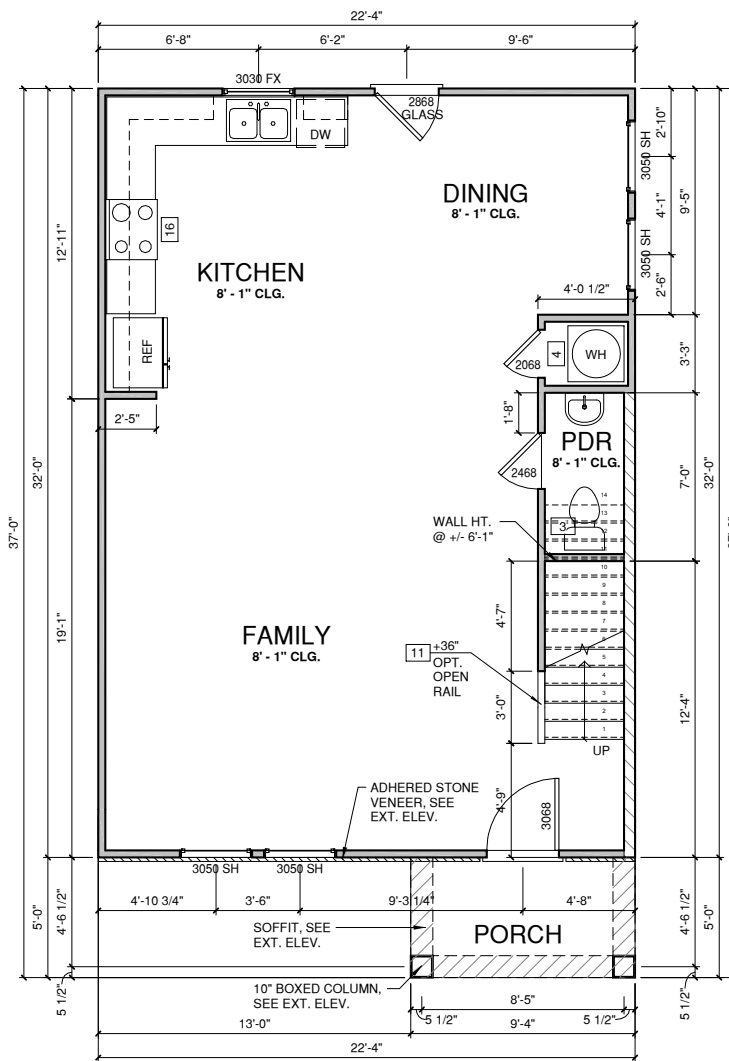 22'-4"
6'-8"
6'-2"
9'-6"
3030 FX
2868
GLASS
DW
16
REF
KITCHEN
8' - 1" CLG.
DINING
8' - 1" CLG.
3050 SH
3050 SH
2'-10"
4'-1"
2'-6"
9'-5"
4'-0 1/2"
2068
4
WH
3'-3"
12'-11"
2'-5"
1'-8"
PDR
8' - 1" CLG.
2468
3
7'-0"
32'-0"
37'-0"
32'-0"
WALL HT.
@ +/- 6'-1"
14
13
12
10
9
8
7
6
5
4
3
2
1
UP
4'-7"
19'-1"
FAMILY
8' - 1" CLG.
11
+36"
OPT.
OPEN
RAIL
3'-0"
12'-4"
4'-9"
3068
ADHERED STONE
VENEER, SEE
EXT. ELEV.
3050 SH
3050 SH
4'-10 3/4"
3'-6"
9'-3 1/4"
4'-8"
5'-0"
4'-6 1/2"
5 1/2"
SOFFIT, SEE
EXT. ELEV.
PORCH
4'-6 1/2"
5'-0"
5 1/2"
10" BOXED COLUMN,
SEE EXT. ELEV.
8'-5"
5 1/2"
5 1/2"
13'-0"
9'-4"
22'-4"